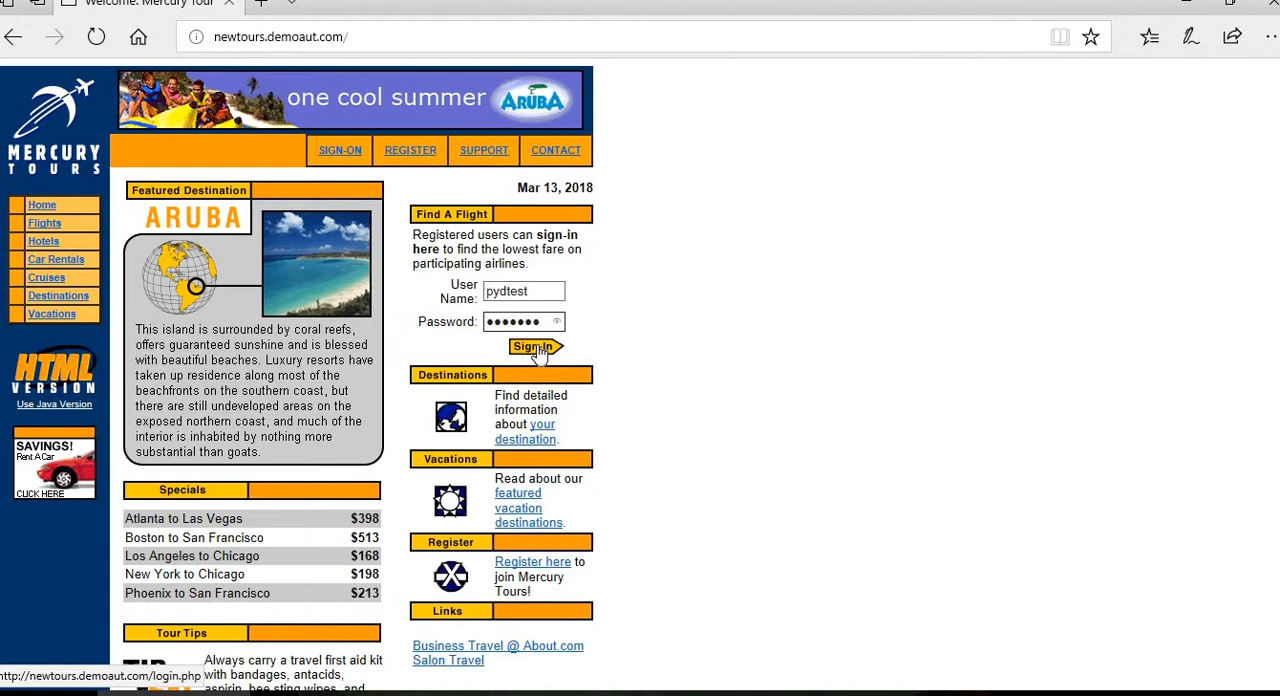 Welcome: Mercury Tour
newtours.demoaut.com/
one cool summer ARUBA
MERCURY
TOURS
SIGN-ON REGISTER SUPPORT CONTACT
Home
Flights
Hotels
Car Rentals
Cruises
Destinations
Vacations
HTML
VERSION
Use Java Version
SAVINGS!
Rent A Car
CLICK HERE
Featured Destination
ARUBA
This island is surrounded by coral reefs,
offers guaranteed sunshine and is blessed
with beautiful beaches. Luxury resorts have
taken up residence along most of the
beachfronts on the southern coast, but
there are still undeveloped areas on the
exposed northern coast, and much of the
interior is inhabited by nothing more
substantial than goats.
Specials
Atlanta to Las Vegas $398
Boston to San Francisco $513
Los Angeles to Chicago $168
New York to Chicago $198
Phoenix to San Francisco $213
Tour Tips
Always carry a travel first aid kit
with bandages, antacids,
aspirin, bee sting wipes, and
Mar 13, 2018
Find A Flight
Registered users can sign-in
here to find the lowest fare on
participating airlines.
User
Name: pydtest
Password: ●●●●●●●
Sign-In
Destinations
Find detailed
information
about your
destination.
Vacations
Read about our
featured
vacation
destinations.
Register
Register here to
join Mercury
Tours!
Links
Business Travel @ About.com
Salon Travel
http://newtours.demoaut.com/login.php